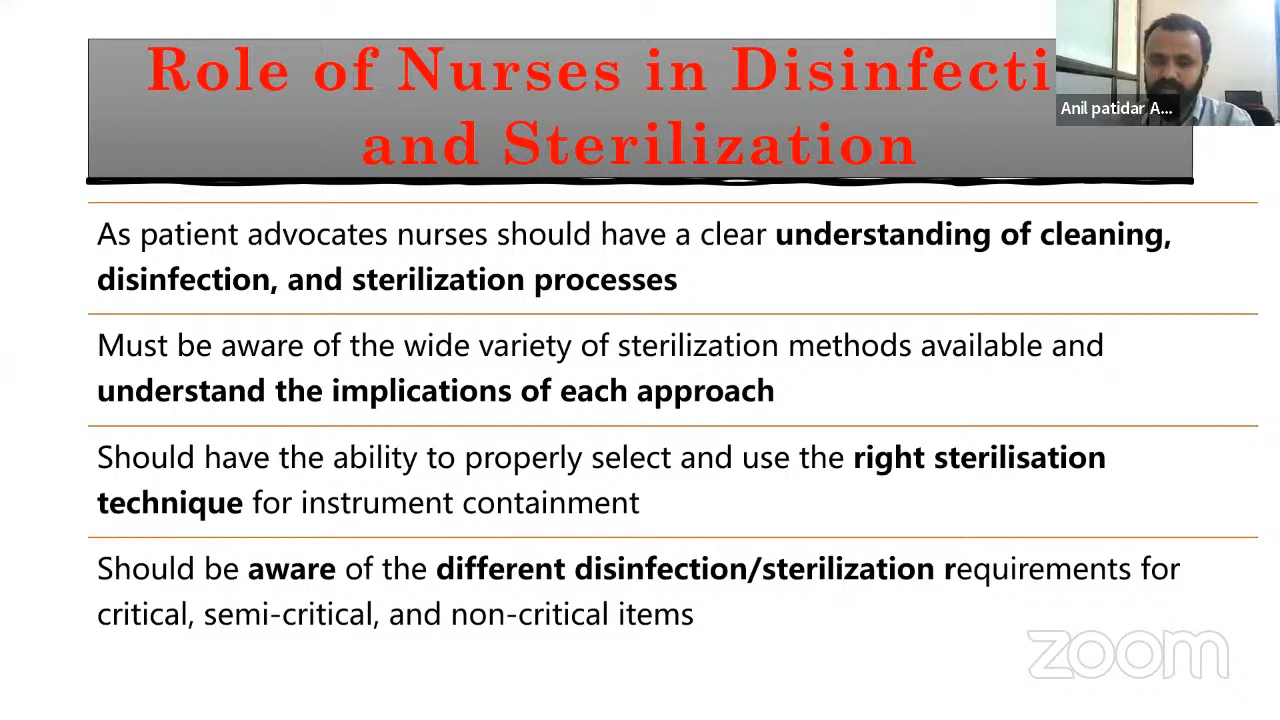 Role of Nurses in Disinfecti
and Sterilization
Anil patidar A...
As patient advocates nurses should have a clear understanding of cleaning,
disinfection, and sterilization processes
Must be aware of the wide variety of sterilization methods available and
understand the implications of each approach
Should have the ability to properly select and use the right sterilisation
technique for instrument containment
Should be aware of the different disinfection/sterilization requirements for
critical, semi-critical, and non-critical items
zoom